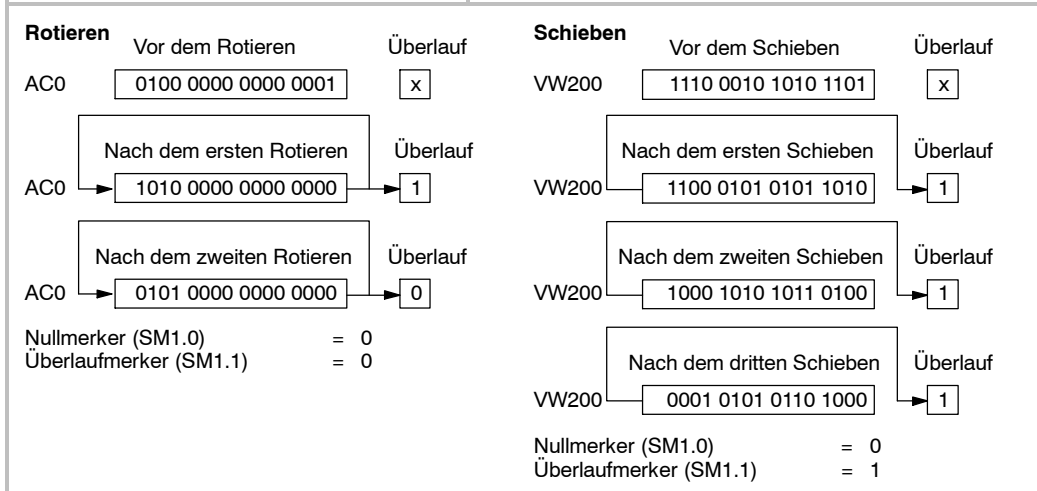 Rotieren
Vor dem Rotieren Überlauf
AC0 0100 0000 0000 0001 x
Nach dem ersten Rotieren Überlauf
AC0 1010 0000 0000 0000 1
Nach dem zweiten Rotieren Überlauf
AC0 0101 0000 0000 0000 0
Nullmerker (SM1.0) = 0
Überlaufmerker (SM1.1) = 0
Schieben
Vor dem Schieben Überlauf
VW200 1110 0010 1010 1101 x
Nach dem ersten Schieben Überlauf
VW200 1100 0101 0101 1010 1
Nach dem zweiten Schieben Überlauf
VW200 1000 1010 1011 0100 1
Nach dem dritten Schieben Überlauf
VW200 0001 0101 0110 1000 1
Nullmerker (SM1.0) = 0
Überlaufmerker (SM1.1) = 1